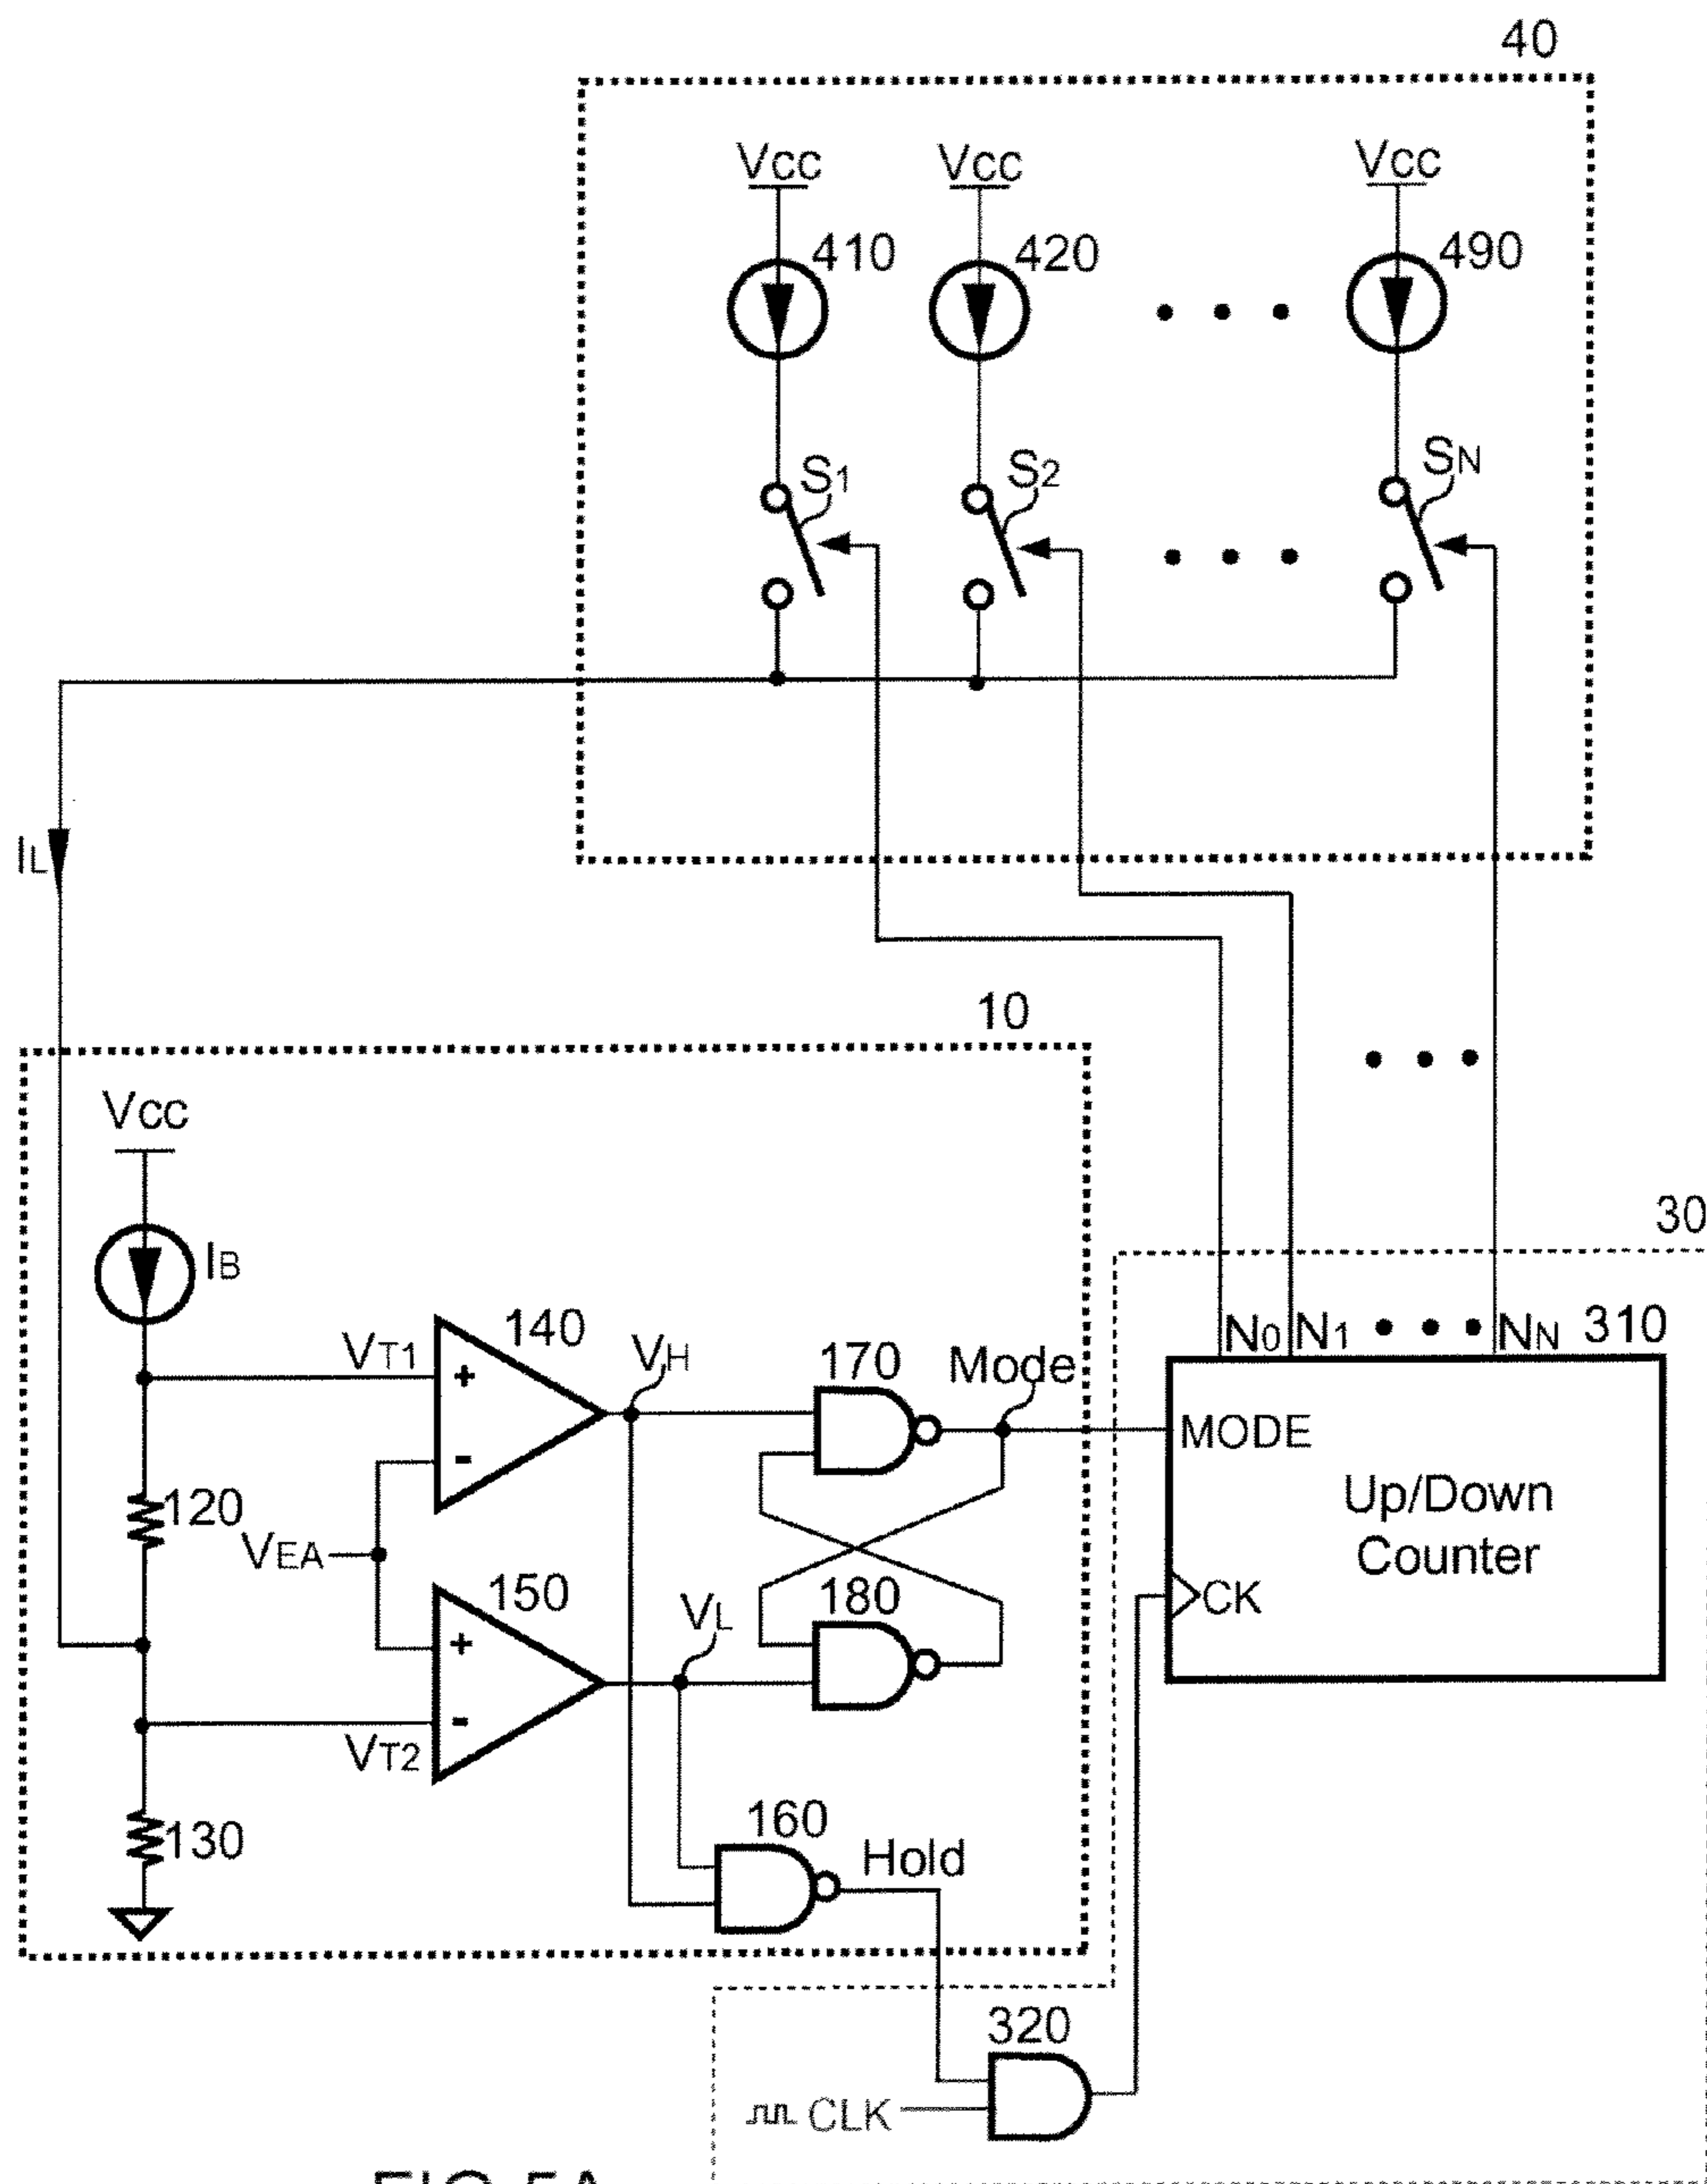 40
Vcc Vcc Vcc
410 420 490
S1 S2 SN
IL
10
Vcc
30
IB
140
VT1
VH
170
Mode
N0 N1 NN 310
+
-
MODE
120
Up/Down
Counter
VEA
150
VL
180
CK
+
-
VT2
160
130
Hold
320
CLK
FIG.5A